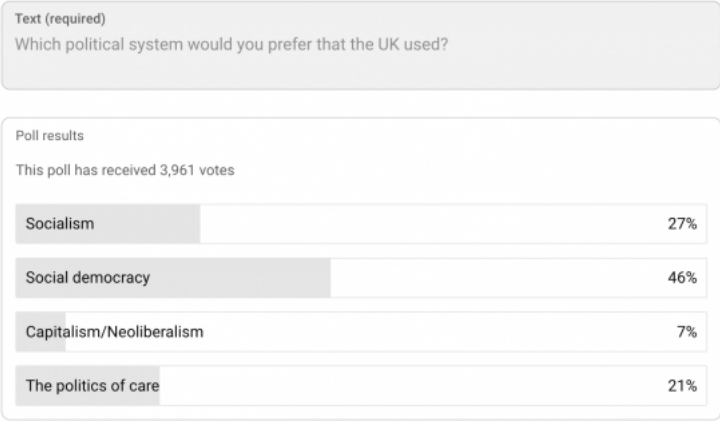 Text (required)
Which political system would you prefer that the UK used?
Poll results
This poll has received 3,961 votes
Socialism 27%
Social democracy 46%
Capitalism/Neoliberalism 7%
The politics of care 21%